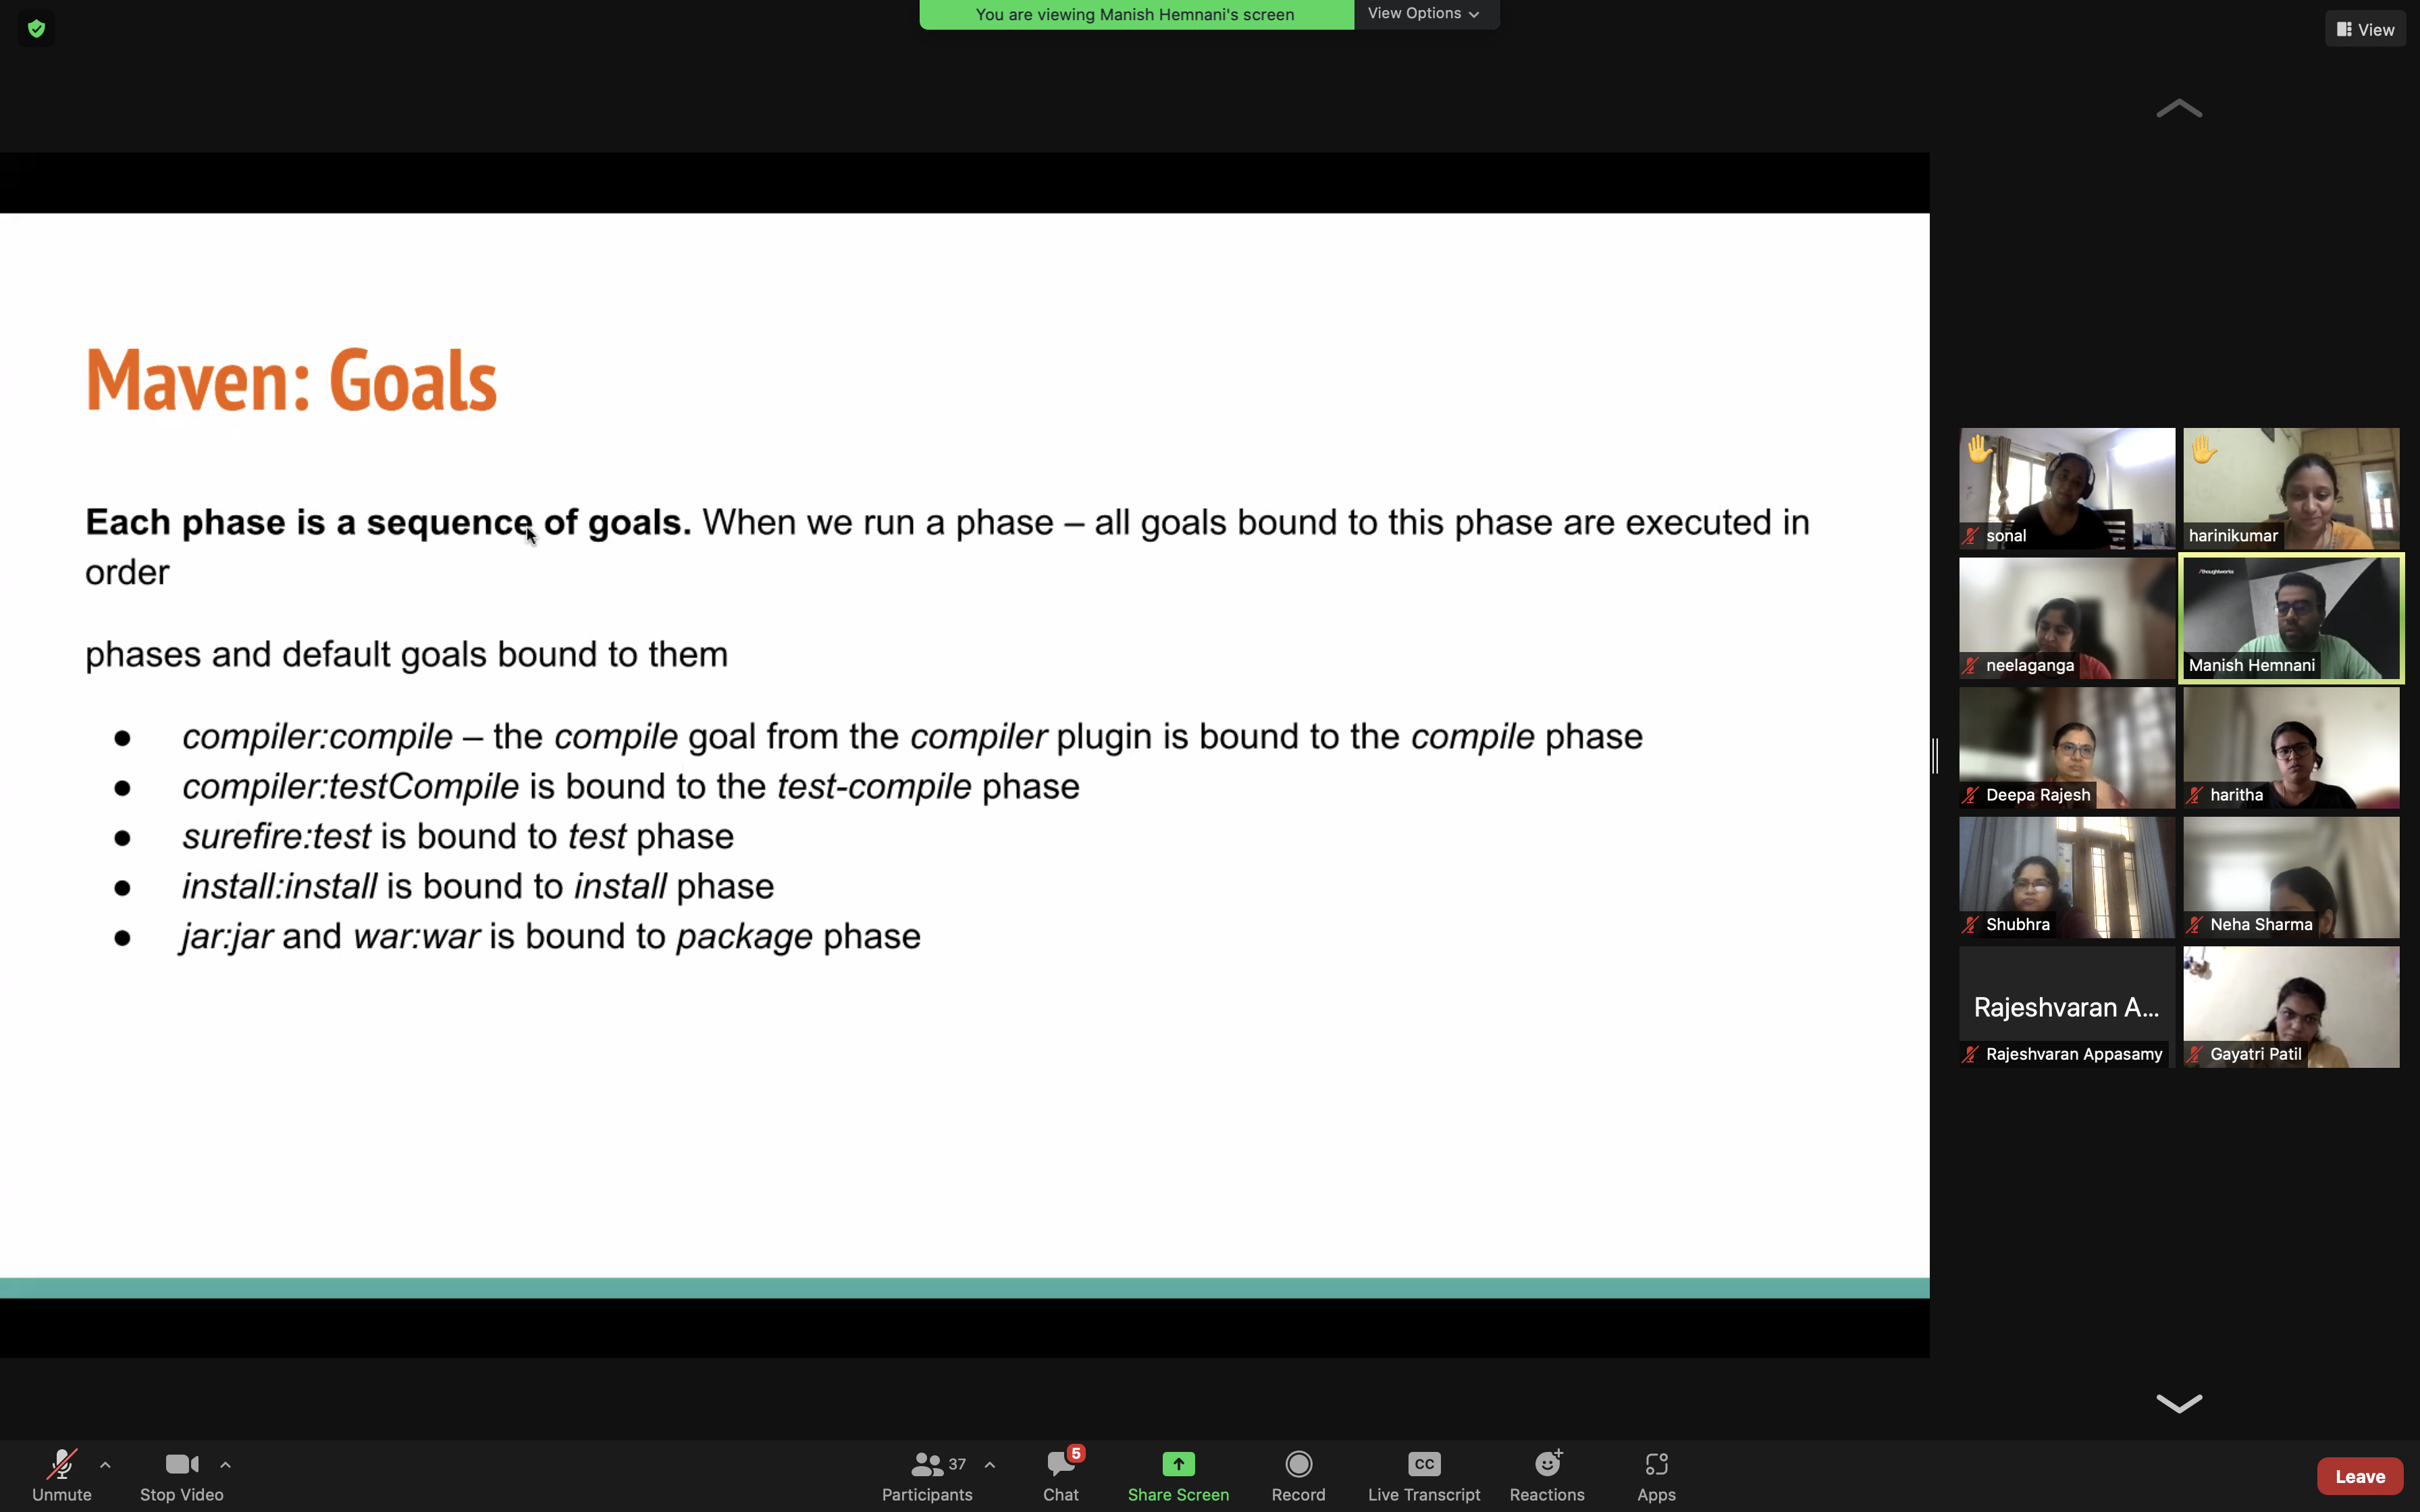 You are viewing Manish Hemnani's screen
View Options
View
Maven: Goals
Each phase is a sequence of goals. When we run a phase – all goals bound to this phase are executed in
order
phases and default goals bound to them
● compiler:compile – the compile goal from the compiler plugin is bound to the compile phase
● compiler:testCompile is bound to the test-compile phase
● surefire:test is bound to test phase
● install:install is bound to install phase
● jar:jar and war:war is bound to package phase
sonal
harinikumar
neelaganga
/thoughtworks
Manish Hemnani
Deepa Rajesh
haritha
Shubhra
Neha Sharma
Rajeshvaran A...
Rajeshvaran Appasamy
Gayatri Patil
Unmute
Stop Video
37
Participants
5
Chat
Share Screen
Record
CC
Live Transcript
Reactions
Apps
Leave